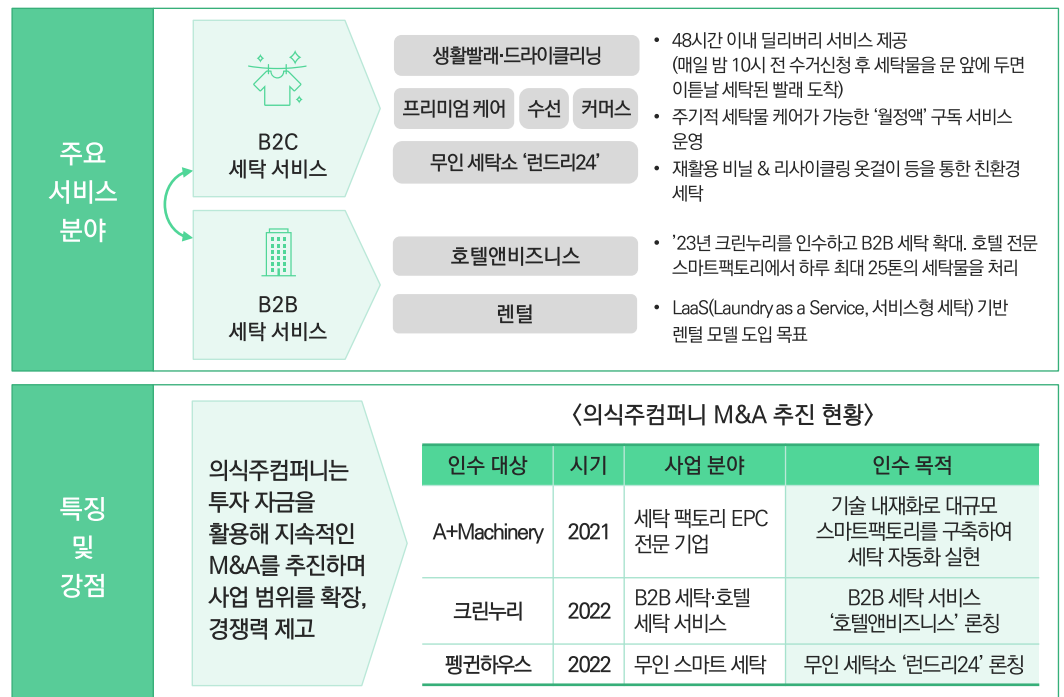 주요
서비스
분야
B2C
세탁 서비스
생활빨래·드라이클리닝
프리미엄 케어
수선
커머스
무인 세탁소 ‘런드리24’
• 48시간 이내 딜리버리 서비스 제공
(매일 밤 10시 전 수거신청 후 세탁물을 문 앞에 두면
이튿날 세탁된 빨래 도착)
• 주기적 세탁물 케어가 가능한 ‘월정액’ 구독 서비스
운영
• 재활용 비닐 & 리사이클링 옷걸이 등을 통한 친환경
세탁
B2B
세탁 서비스
호텔앤비즈니스
• ’23년 크린누리를 인수하고 B2B 세탁 확대. 호텔 전문
스마트팩토리에서 하루 최대 25톤의 세탁물을 처리
렌털
• LaaS(Laundry as a Service, 서비스형 세탁) 기반
렌털 모델 도입 목표
특징
및
강점
의식주컴퍼니는
투자 자금을
활용해 지속적인
M&A를 추진하며
사업 범위를 확장,
경쟁력 제고
〈의식주컴퍼니 M&A 추진 현황〉
인수 대상 시기 사업 분야 인수 목적
A+Machinery 2021
세탁 팩토리 EPC
전문 기업
기술 내재화로 대규모
스마트팩토리를 구축하여
세탁 자동화 실현
크린누리 2022
B2B 세탁·호텔
세탁 서비스
B2B 세탁 서비스
‘호텔앤비즈니스’ 론칭
펭귄하우스 2022 무인 스마트 세탁 무인 세탁소 ‘런드리24’ 론칭